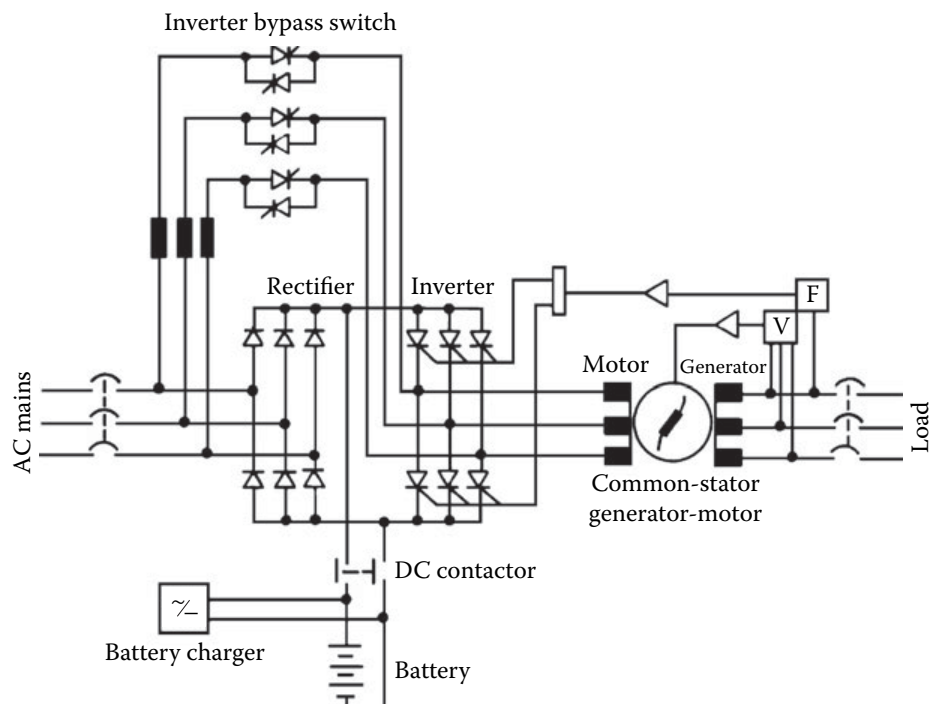 Inverter bypass switch
Rectifier
Inverter
F
V
Motor
Generator
AC mains
Load
Common-stator
generator-motor
DC contactor
~/–
Battery charger
Battery